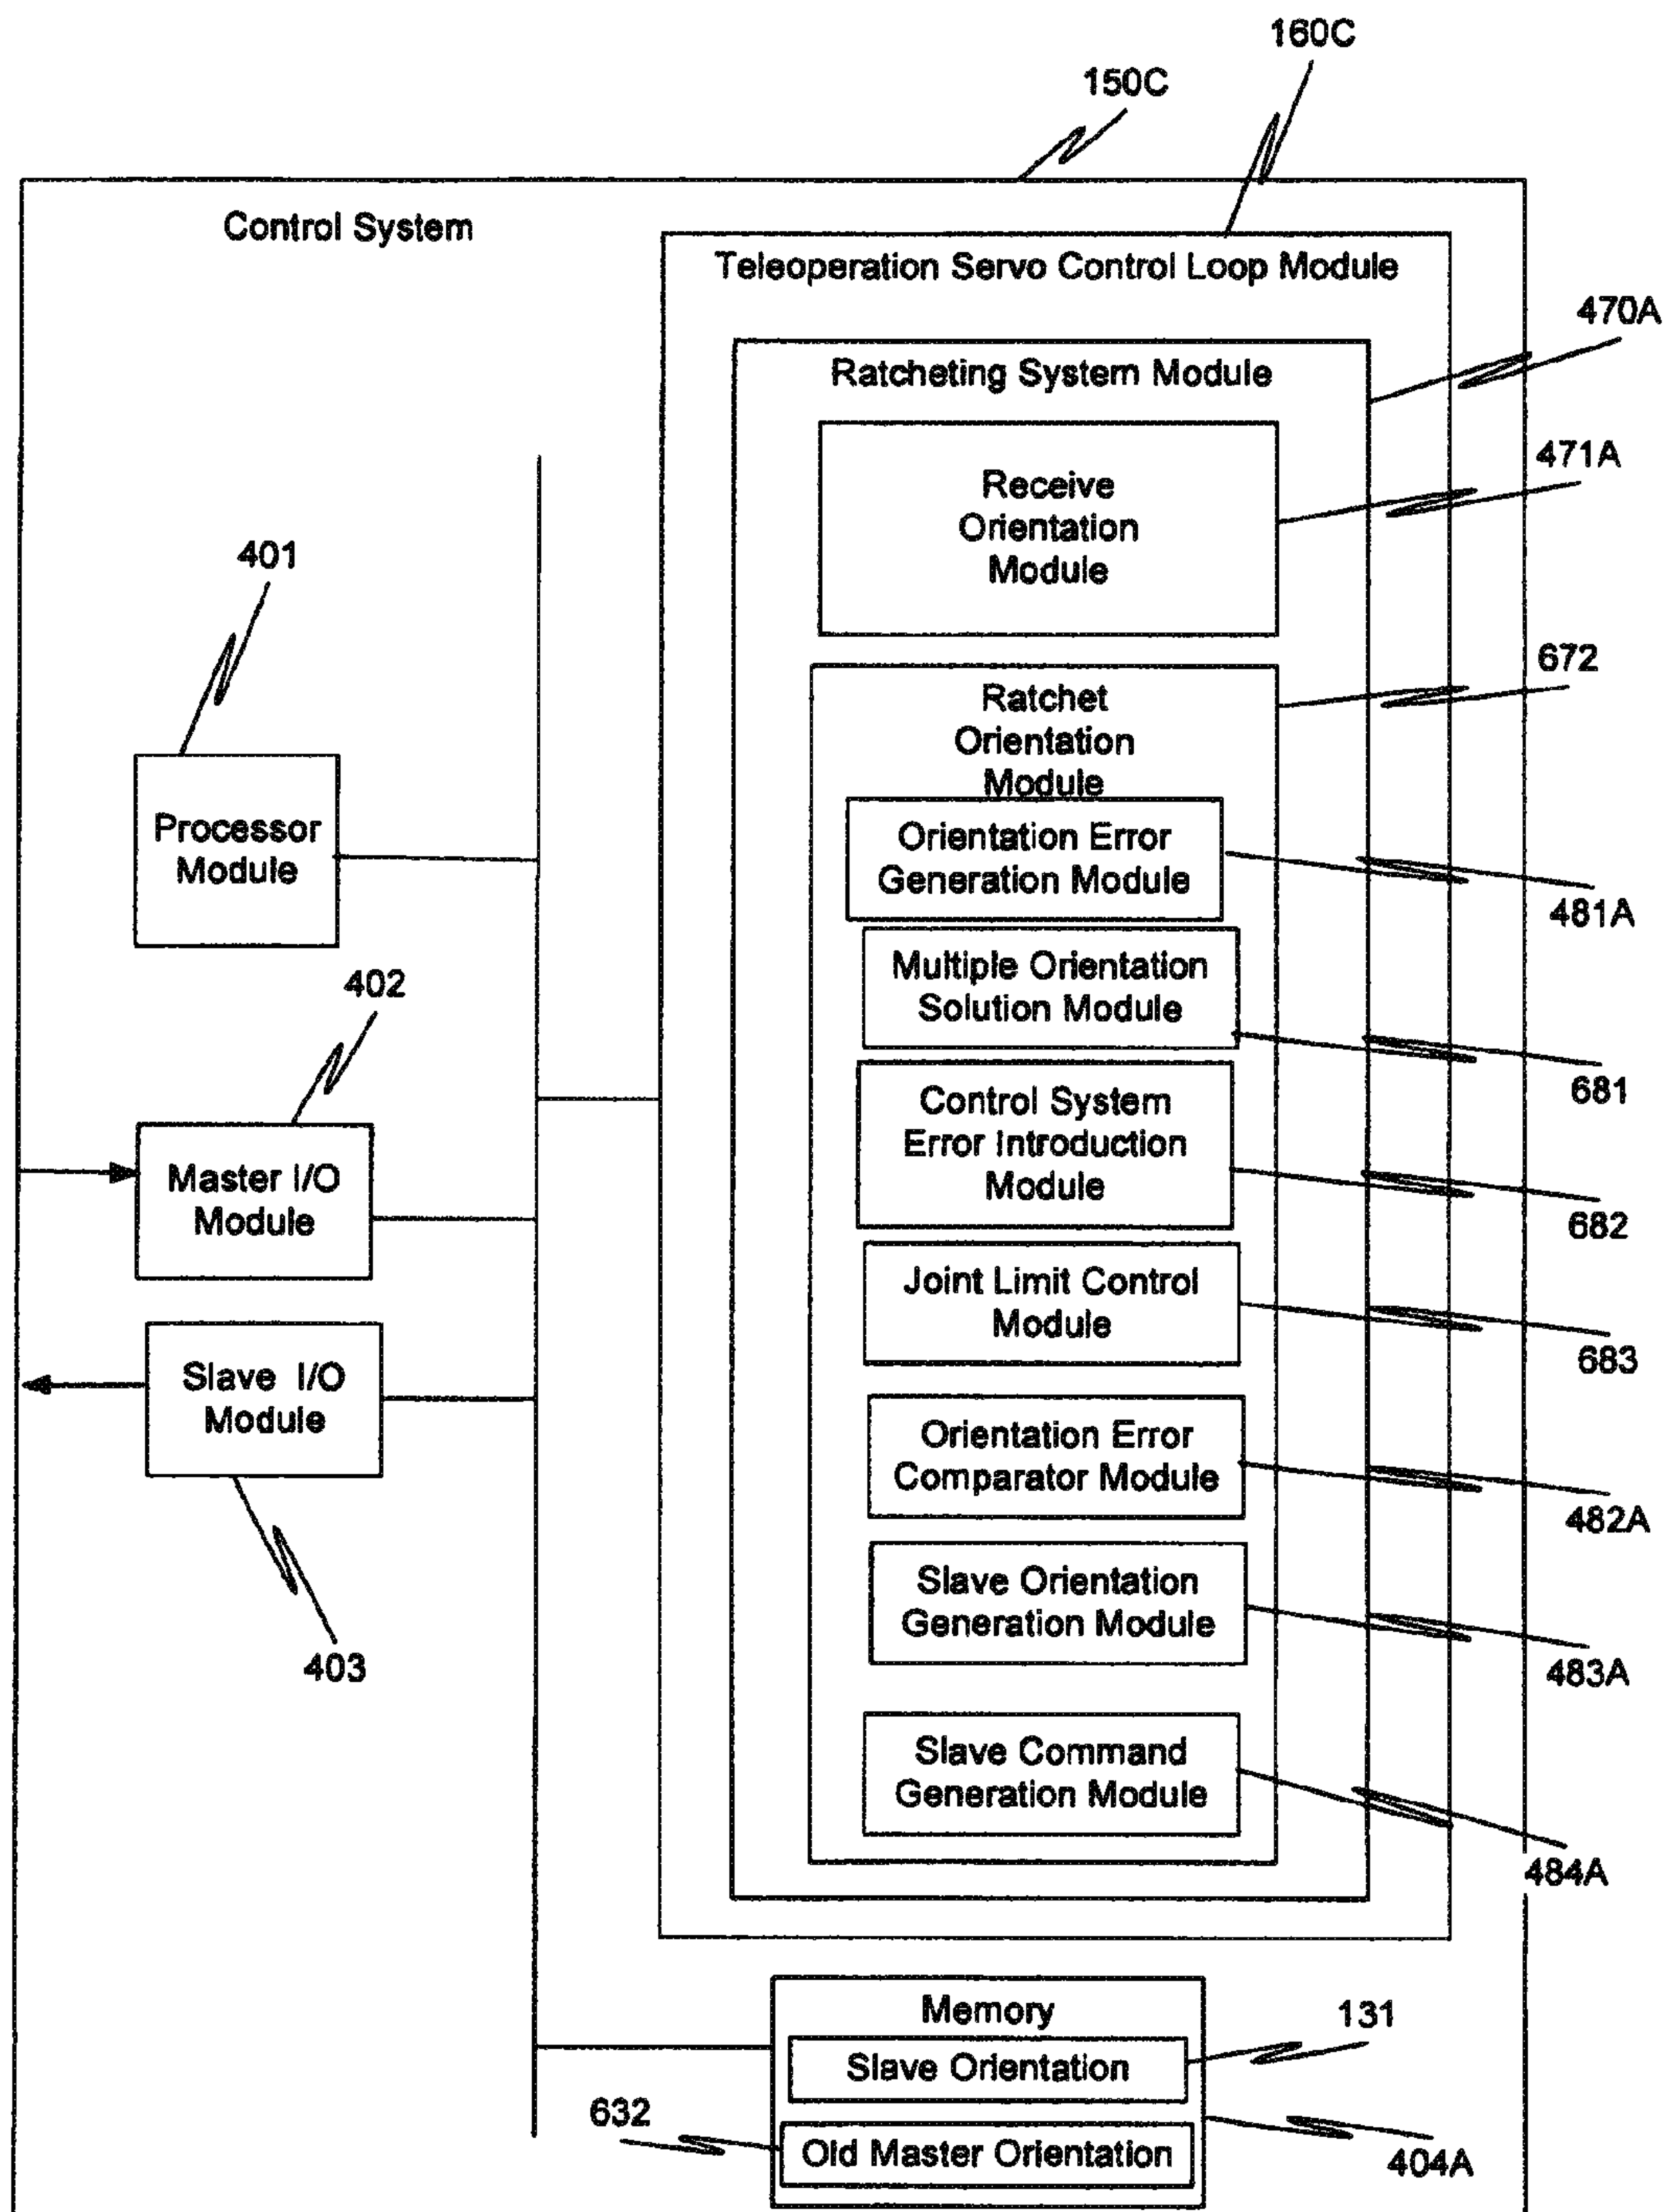 160C
150C
Control System
Teleoperation Servo Control Loop Module
470A
Ratcheting System Module
471A
Receive
Orientation
Module
401
672
Ratchet
Orientation
Module
Processor
Module
Orientation Error
Generation Module
481A
402
Multiple Orientation
Solution Module
681
Control System
Error Introduction
Module
682
Master I/O
Module
Joint Limit Control
Module
683
Slave I/O
Module
Orientation Error
Comparator Module
482A
403
Slave Orientation
Generation Module
483A
Slave Command
Generation Module
484A
Memory
131
Slave Orientation
632
Old Master Orientation
404A